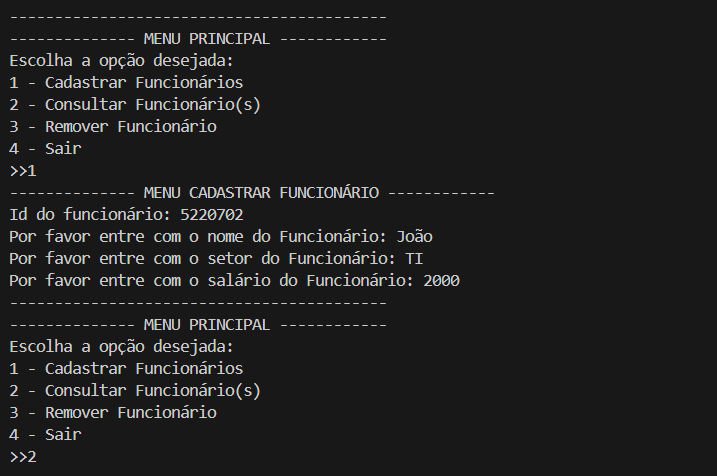 ------------------------------------------
-------------- MENU PRINCIPAL ------------
Escolha a opção desejada:
1 - Cadastrar Funcionários
2 - Consultar Funcionário(s)
3 - Remover Funcionário
4 - Sair
>>1
-------------- MENU CADASTRAR FUNCIONÁRIO ------------
Id do funcionário: 5220702
Por favor entre com o nome do Funcionário: João
Por favor entre com o setor do Funcionário: TI
Por favor entre com o salário do Funcionário: 2000
------------------------------------------
-------------- MENU PRINCIPAL ------------
Escolha a opção desejada:
1 - Cadastrar Funcionários
2 - Consultar Funcionário(s)
3 - Remover Funcionário
4 - Sair
>>2